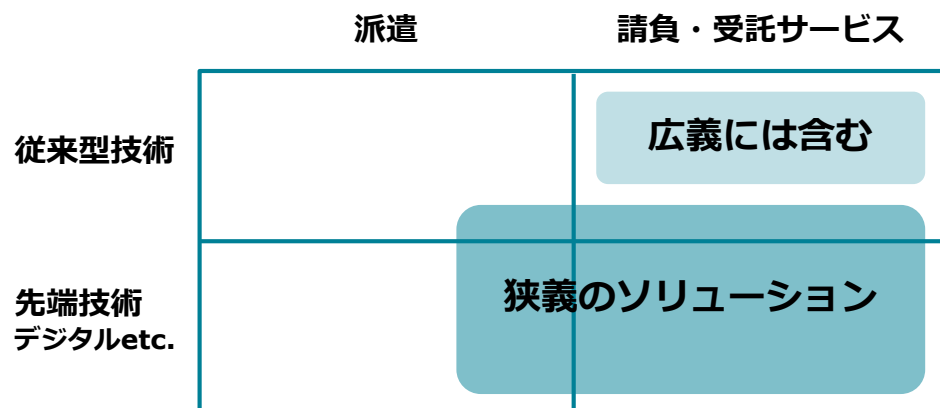 派遣
請負・受託サービス
従来型技術
広義には含む
先端技術
デジタルetc.
狭義のソリューション